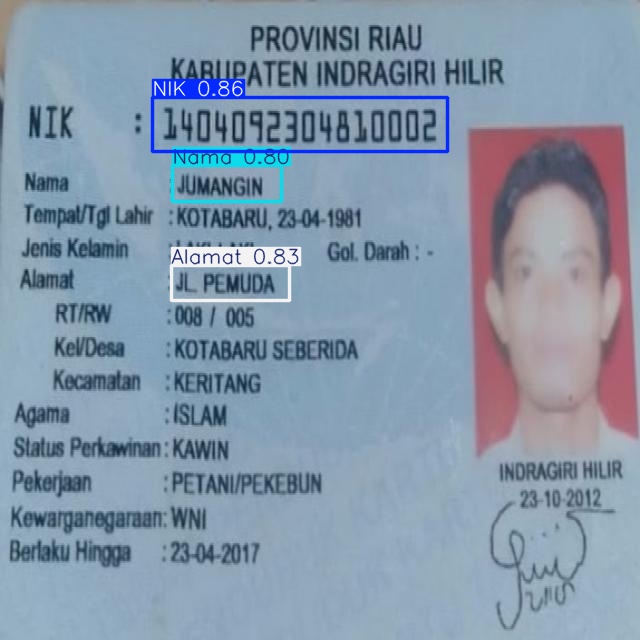 PROVINSI RIAU
KABUPATEN INDRAGIRI HILIR
NIK 0.86
NIK : 1404092304810002
Nama 0.80
Nama : JUMANGIN
Tempat/Tgl Lahir : KOTABARU, 23-04-1981
Jenis Kelamin Gol. Darah : -
Alamat 0.83
Alamat : JL. PEMUDA
RT/RW : 008 / 005
Kel/Desa : KOTABARU SEBERIDA
Kecamatan : KERITANG
Agama : ISLAM
Status Perkawinan : KAWIN
Pekerjaan : PETANI/PEKEBUN
Kewarganegaraan: WNI
Berlaku Hingga : 23-04-2017
INDRAGIRI HILIR
23-10-2012